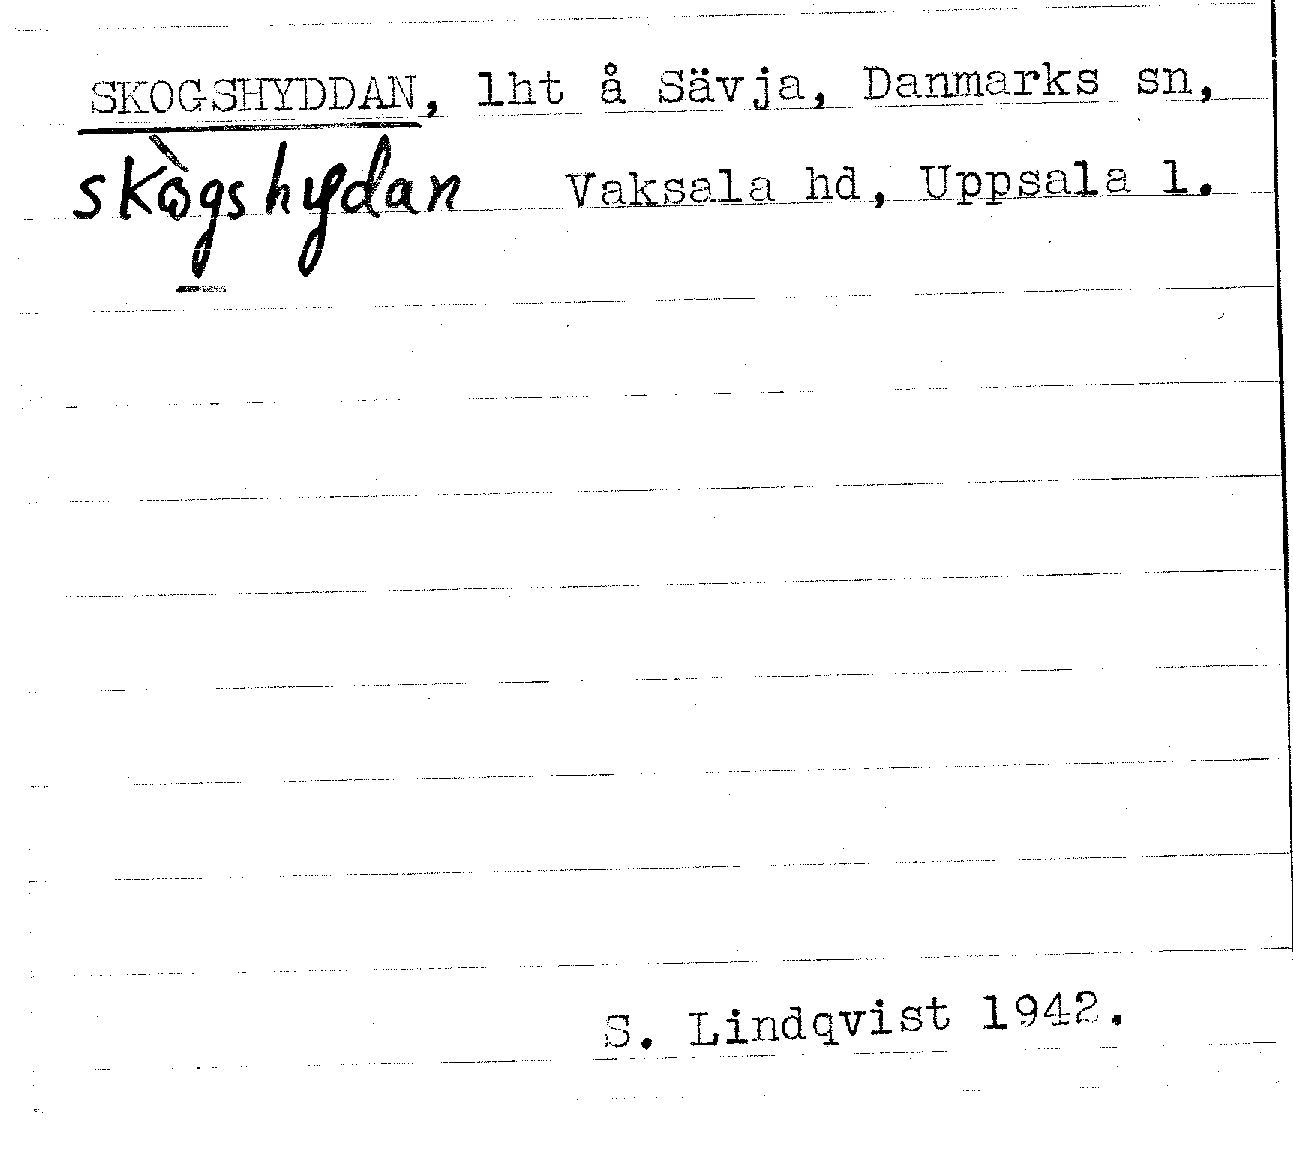 SKOGSHYDDAN, lht å Sävja, Danmarks sn,
skògshydan Vaksala hd, Uppsala l.
S. Lindqvist 1942.